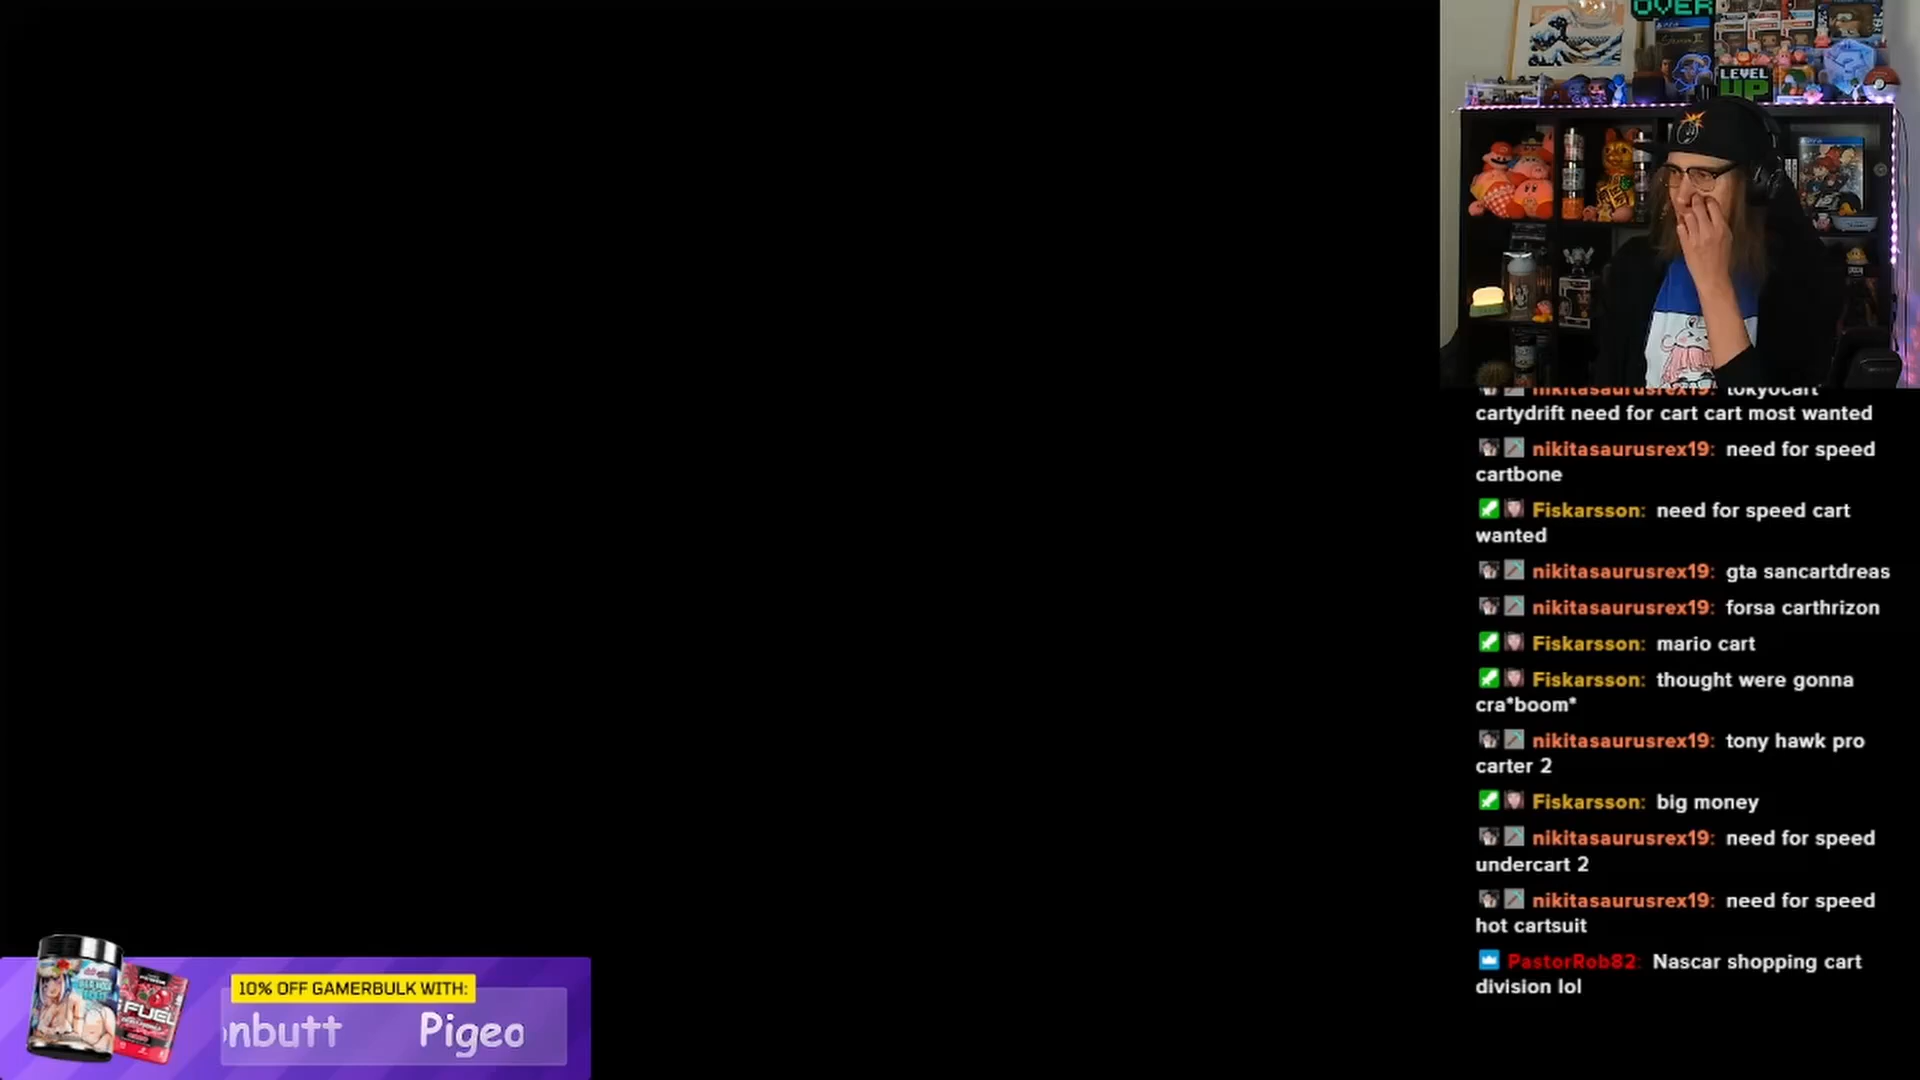 OVER
LEVEL
UP
nikitasaurusrex19: tokyocart
cartydrift need for cart cart most wanted
nikitasaurusrex19: need for speed
cartbone
Fiskarsson: need for speed cart
wanted
nikitasaurusrex19: gta sancartdreas
nikitasaurusrex19: forsa carthrizon
Fiskarsson: mario cart
Fiskarsson: thought were gonna
cra*boom*
nikitasaurusrex19: tony hawk pro
carter 2
Fiskarsson: big money
nikitasaurusrex19: need for speed
undercart 2
nikitasaurusrex19: need for speed
hot cartsuit
PastorRob82: Nascar shopping cart
division lol
10% OFF GAMERBULK WITH:
onbutt Pigeo
FUEL